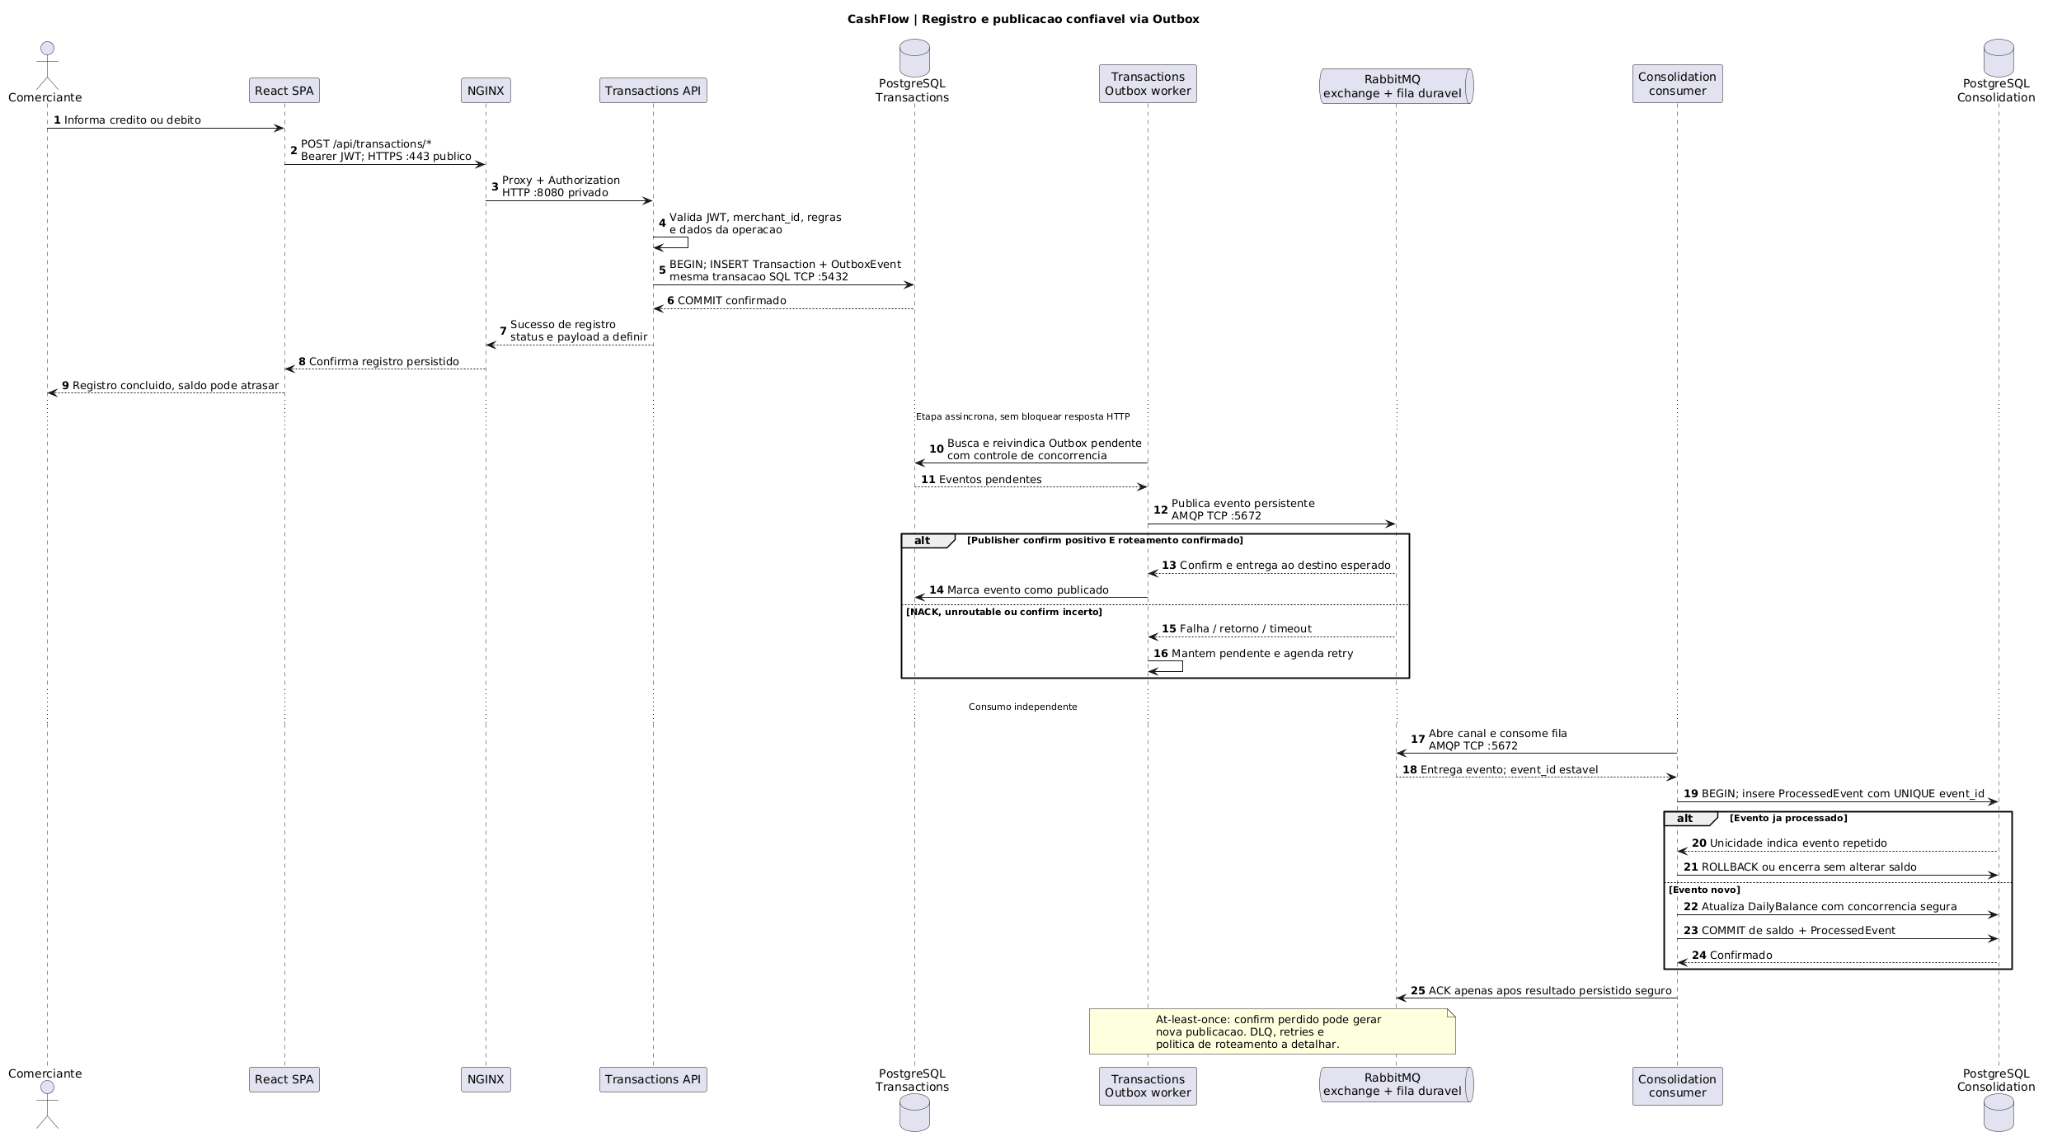 CashFlow | Registro e publicacao confiavel via Outbox
Comerciante
React SPA
NGINX
Transactions API
PostgreSQL
Transactions
Transactions
Outbox worker
RabbitMQ
exchange + fila duravel
Consolidation
consumer
PostgreSQL
Consolidation
1 Informa credito ou debito
2 POST /api/transactions/*
Bearer JWT; HTTPS :443 publico
3 Proxy + Authorization
HTTP :8080 privado
4 Valida JWT, merchant_id, regras
e dados da operacao
5 BEGIN; INSERT Transaction + OutboxEvent
mesma transacao SQL TCP :5432
6 COMMIT confirmado
7 Sucesso de registro
status e payload a definir
8 Confirma registro persistido
9 Registro concluido, saldo pode atrasar
Etapa assincrona, sem bloquear resposta HTTP
10 Busca e reivindica Outbox pendente
com controle de concorrencia
11 Eventos pendentes
12 Publica evento persistente
AMQP TCP :5672
alt [Publisher confirm positivo E roteamento confirmado]
13 Confirm e entrega ao destino esperado
14 Marca evento como publicado
[NACK, unroutable ou confirm incerto]
15 Falha / retorno / timeout
16 Mantem pendente e agenda retry
Consumo independente
17 Abre canal e consome fila
AMQP TCP :5672
18 Entrega evento; event_id estavel
19 BEGIN; insere ProcessedEvent com UNIQUE event_id
alt [Evento ja processado]
20 Unicidade indica evento repetido
21 ROLLBACK ou encerra sem alterar saldo
[Evento novo]
22 Atualiza DailyBalance com concorrencia segura
23 COMMIT de saldo + ProcessedEvent
24 Confirmado
25 ACK apenas apos resultado persistido seguro
At-least-once: confirm perdido pode gerar
nova publicacao. DLQ, retries e
politica de roteamento a detalhar.
Comerciante
React SPA
NGINX
Transactions API
PostgreSQL
Transactions
Transactions
Outbox worker
RabbitMQ
exchange + fila duravel
Consolidation
consumer
PostgreSQL
Consolidation